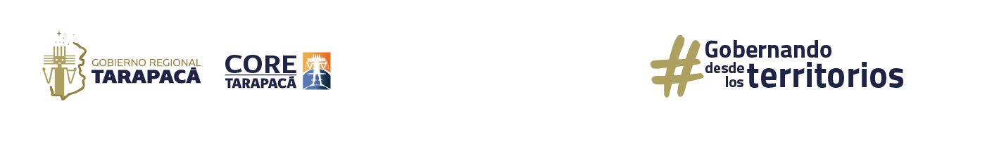 GOBIERNO REGIONAL
TARAPACÁ
CORE
TARAPACÁ
#Gobernando
desde
los
territorios